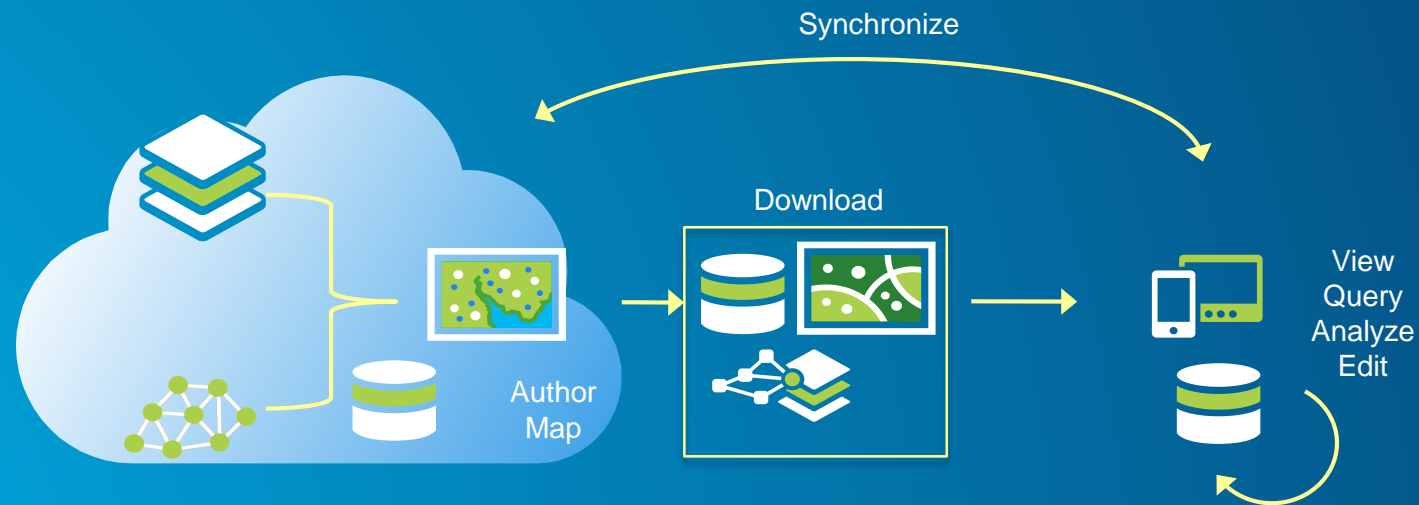 Synchronize
Download
Author
Map
View
Query
Analyze
Edit